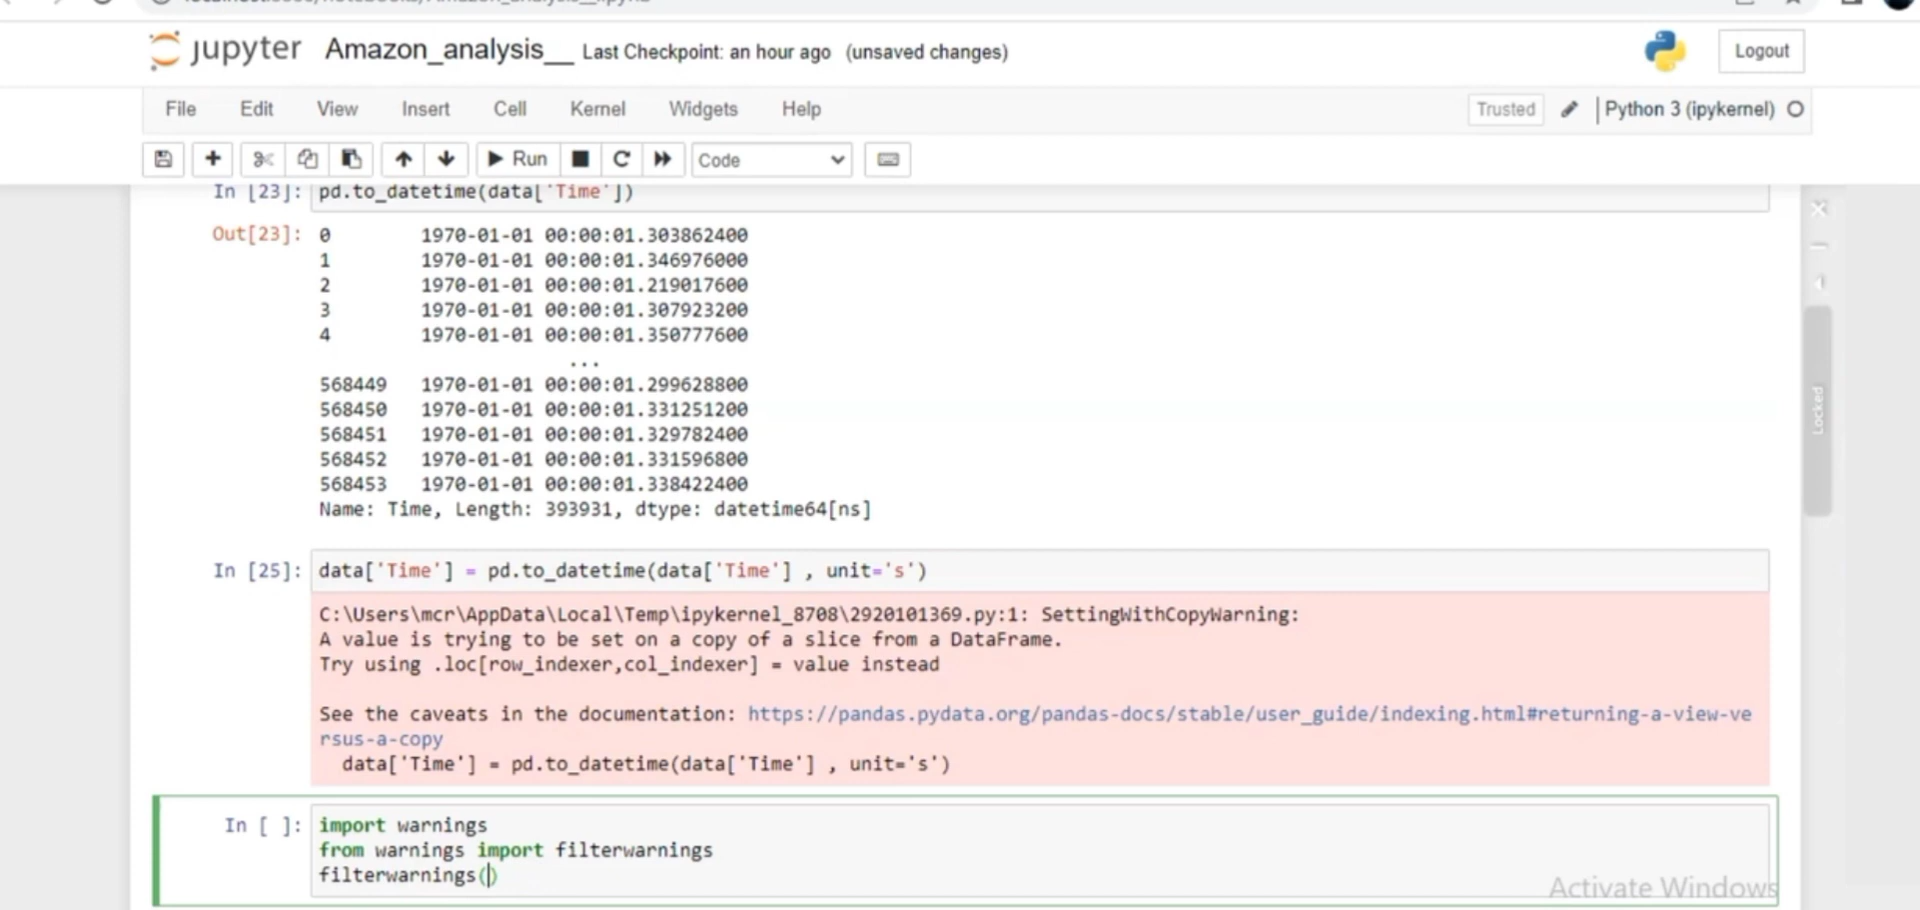 jupyter Amazon_analysis__ Last Checkpoint: an hour ago (unsaved changes)
Logout
File Edit View Insert Cell Kernel Widgets Help
Trusted Python 3 (ipykernel)
Run Code
In [23]: pd.to_datetime(data['Time'])
Out[23]: 0 1970-01-01 00:00:01.303862400
1 1970-01-01 00:00:01.346976000
2 1970-01-01 00:00:01.219017600
3 1970-01-01 00:00:01.307923200
4 1970-01-01 00:00:01.350777600
...
568449 1970-01-01 00:00:01.299628800
568450 1970-01-01 00:00:01.331251200
568451 1970-01-01 00:00:01.329782400
568452 1970-01-01 00:00:01.331596800
568453 1970-01-01 00:00:01.338422400
Name: Time, Length: 393931, dtype: datetime64[ns]
Locked
In [25]: data['Time'] = pd.to_datetime(data['Time'] , unit='s')
C:\Users\mcr\AppData\Local\Temp\ipykernel_8708\2920101369.py:1: SettingWithCopyWarning:
A value is trying to be set on a copy of a slice from a DataFrame.
Try using .loc[row_indexer,col_indexer] = value instead
See the caveats in the documentation: https://pandas.pydata.org/pandas-docs/stable/user_guide/indexing.html#returning-a-view-ve
rsus-a-copy
data['Time'] = pd.to_datetime(data['Time'] , unit='s')
In [ ]: import warnings
from warnings import filterwarnings
filterwarnings()
Activate Windows